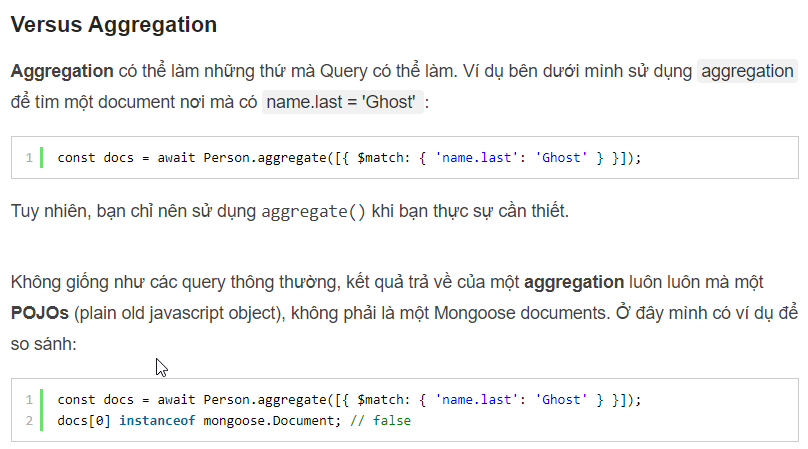 Versus Aggregation
Aggregation có thể làm những thứ mà Query có thể làm. Ví dụ bên dưới mình sử dụng aggregation
để tìm một document nơi mà có name.last = 'Ghost' :
1 const docs = await Person.aggregate([{ $match: { 'name.last': 'Ghost' } }]);
Tuy nhiên, bạn chỉ nên sử dụng aggregate() khi bạn thực sự cần thiết.
Không giống như các query thông thường, kết quả trả về của một aggregation luôn luôn mà một
POJOs (plain old javascript object), không phải là một Mongoose documents. Ở đây mình có ví dụ để
so sánh:
1 const docs = await Person.aggregate([{ $match: { 'name.last': 'Ghost' } }]);
2 docs[0] instanceof mongoose.Document; // false